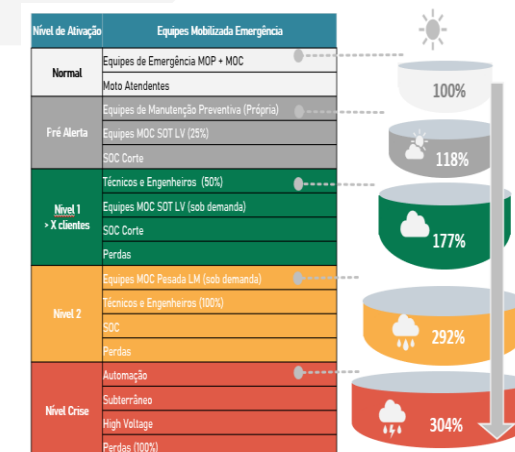 Nível de Ativação
Equipes Mobilizada Emergência
Normal
Equipes de Emergência MOP + MOC
Moto Atendentes
100%
Fré Alerta
Equipes de Manutenção Preventiva (Própria)
Equipes MOC SOT LV (25%)
SOC Corte
118%
Nível 1
> X clientes
Técnicos e Engenheiros (50%)
Equipes MOC SOT LV (sob demanda)
SOC Corte
Perdas
177%
Nível 2
Equipes MOC Pesada LM (sob demanda)
Técnicos e Engenheiros (100%)
SOC
Perdas
292%
Nível Crise
Automação
Subterrâneo
High Voltage
Perdas (100%)
304%